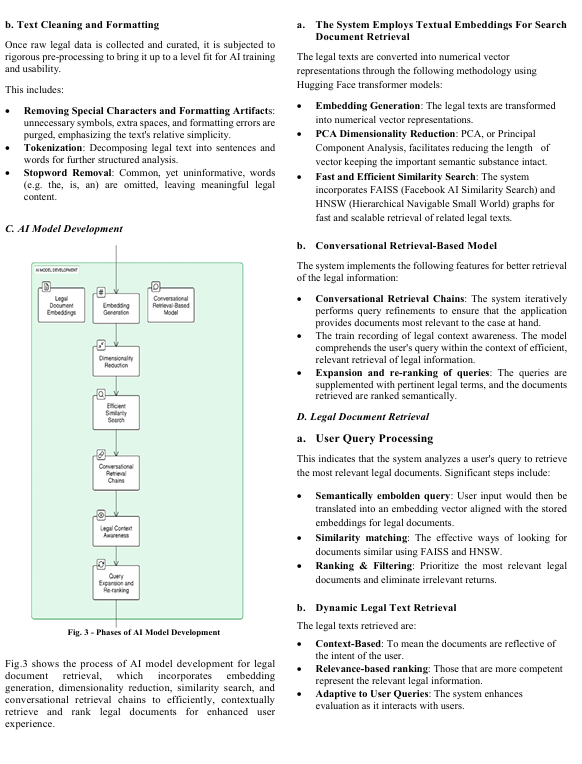 b. Text Cleaning and Formatting
Once raw legal data is collected and curated, it is subjected to
rigorous pre-processing to bring it up to a level fit for AI training
and usability.
This includes:
• Removing Special Characters and Formatting Artifacts:
unnecessary symbols, extra spaces, and formatting errors are
purged, emphasizing the text's relative simplicity.
• Tokenization: Decomposing legal text into sentences and
words for further structured analysis.
• Stopword Removal: Common, yet uninformative, words
(e.g. the, is, an) are omitted, leaving meaningful legal
content.
C. AI Model Development
AI MODEL DEVELOPMENT
Legal
Document
Embeddings
Embedding
Generation
Conversational
Retrieval-Based
Model
Dimensionality
Reduction
Efficient
Similarity
Search
Conversational
Retrieval
Chains
Legal Context
Awareness
Query
Expansion and
Re-ranking
Fig. 3 - Phases of AI Model Development
Fig.3 shows the process of AI model development for legal
document retrieval, which incorporates embedding
generation, dimensionality reduction, similarity search, and
conversational retrieval chains to efficiently, contextually
retrieve and rank legal documents for enhanced user
experience.
a. The System Employs Textual Embeddings For Search
Document Retrieval
The legal texts are converted into numerical vector
representations through the following methodology using
Hugging Face transformer models:
• Embedding Generation: The legal texts are transformed
into numerical vector representations.
• PCA Dimensionality Reduction: PCA, or Principal
Component Analysis, facilitates reducing the length of
vector keeping the important semantic substance intact.
• Fast and Efficient Similarity Search: The system
incorporates FAISS (Facebook AI Similarity Search) and
HNSW (Hierarchical Navigable Small World) graphs for
fast and scalable retrieval of related legal texts.
b. Conversational Retrieval-Based Model
The system implements the following features for better retrieval
of the legal information:
• Conversational Retrieval Chains: The system iteratively
performs query refinements to ensure that the application
provides documents most relevant to the case at hand.
• The train recording of legal context awareness. The model
comprehends the user's query within the context of efficient,
relevant retrieval of legal information.
• Expansion and re-ranking of queries: The queries are
supplemented with pertinent legal terms, and the documents
retrieved are ranked semantically.
D. Legal Document Retrieval
a. User Query Processing
This indicates that the system analyzes a user's query to retrieve
the most relevant legal documents. Significant steps include:
• Semantically embolden query: User input would then be
translated into an embedding vector aligned with the stored
embeddings for legal documents.
• Similarity matching: The effective ways of looking for
documents similar using FAISS and HNSW.
• Ranking & Filtering: Prioritize the most relevant legal
documents and eliminate irrelevant returns.
b. Dynamic Legal Text Retrieval
The legal texts retrieved are:
• Context-Based: To mean the documents are reflective of
the intent of the user.
• Relevance-based ranking: Those that are more competent
represent the relevant legal information.
• Adaptive to User Queries: The system enhances
evaluation as it interacts with users.